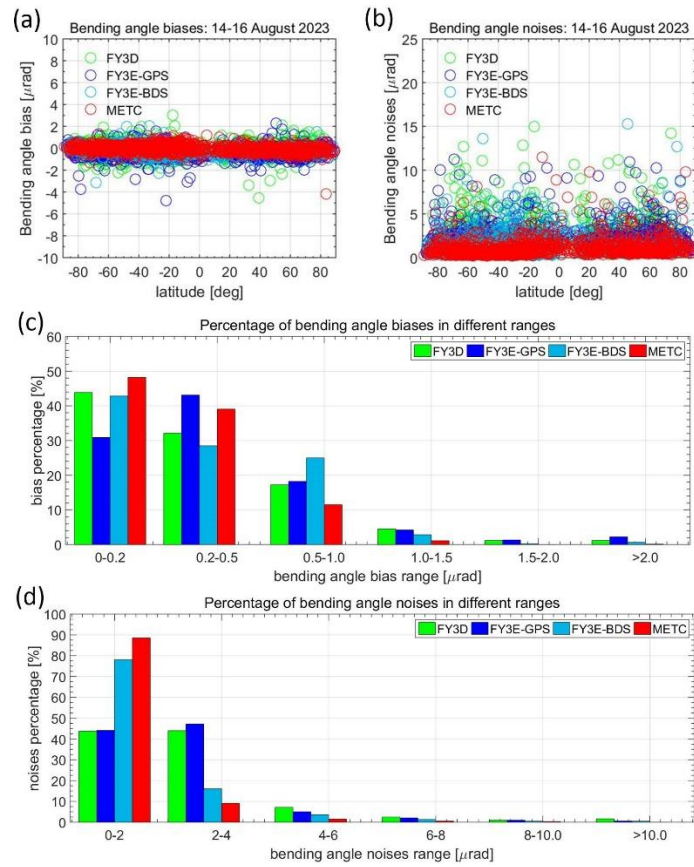 (a) Bending angle biases: 14-16 August 2023
Bending angle bias [μrad]
10
8
6
4
2
0
-2
-4
-6
-8
-10
FY3D
FY3E-GPS
FY3E-BDS
METC
-80 -60 -40 -20 0 20 40 60 80
latitude [deg]
(b) Bending angle noises: 14-16 August 2023
Bending angle noises [μrad]
25
20
15
10
5
0
FY3D
FY3E-GPS
FY3E-BDS
METC
-80 -60 -40 -20 0 20 40 60 80
latitude [deg]
(c) Percentage of bending angle biases in different ranges
bias percentage [%]
60
50
40
30
20
10
0
FY3D FY3E-GPS FY3E-BDS METC
0-0.2 0.2-0.5 0.5-1.0 1.0-1.5 1.5-2.0 >2.0
bending angle bias range [μrad]
(d) Percentage of bending angle noises in different ranges
noises percentage [%]
100
90
80
70
60
50
40
30
20
10
0
FY3D FY3E-GPS FY3E-BDS METC
0-2 2-4 4-6 6-8 8-10.0 >10.0
bending angle noises range [μrad]